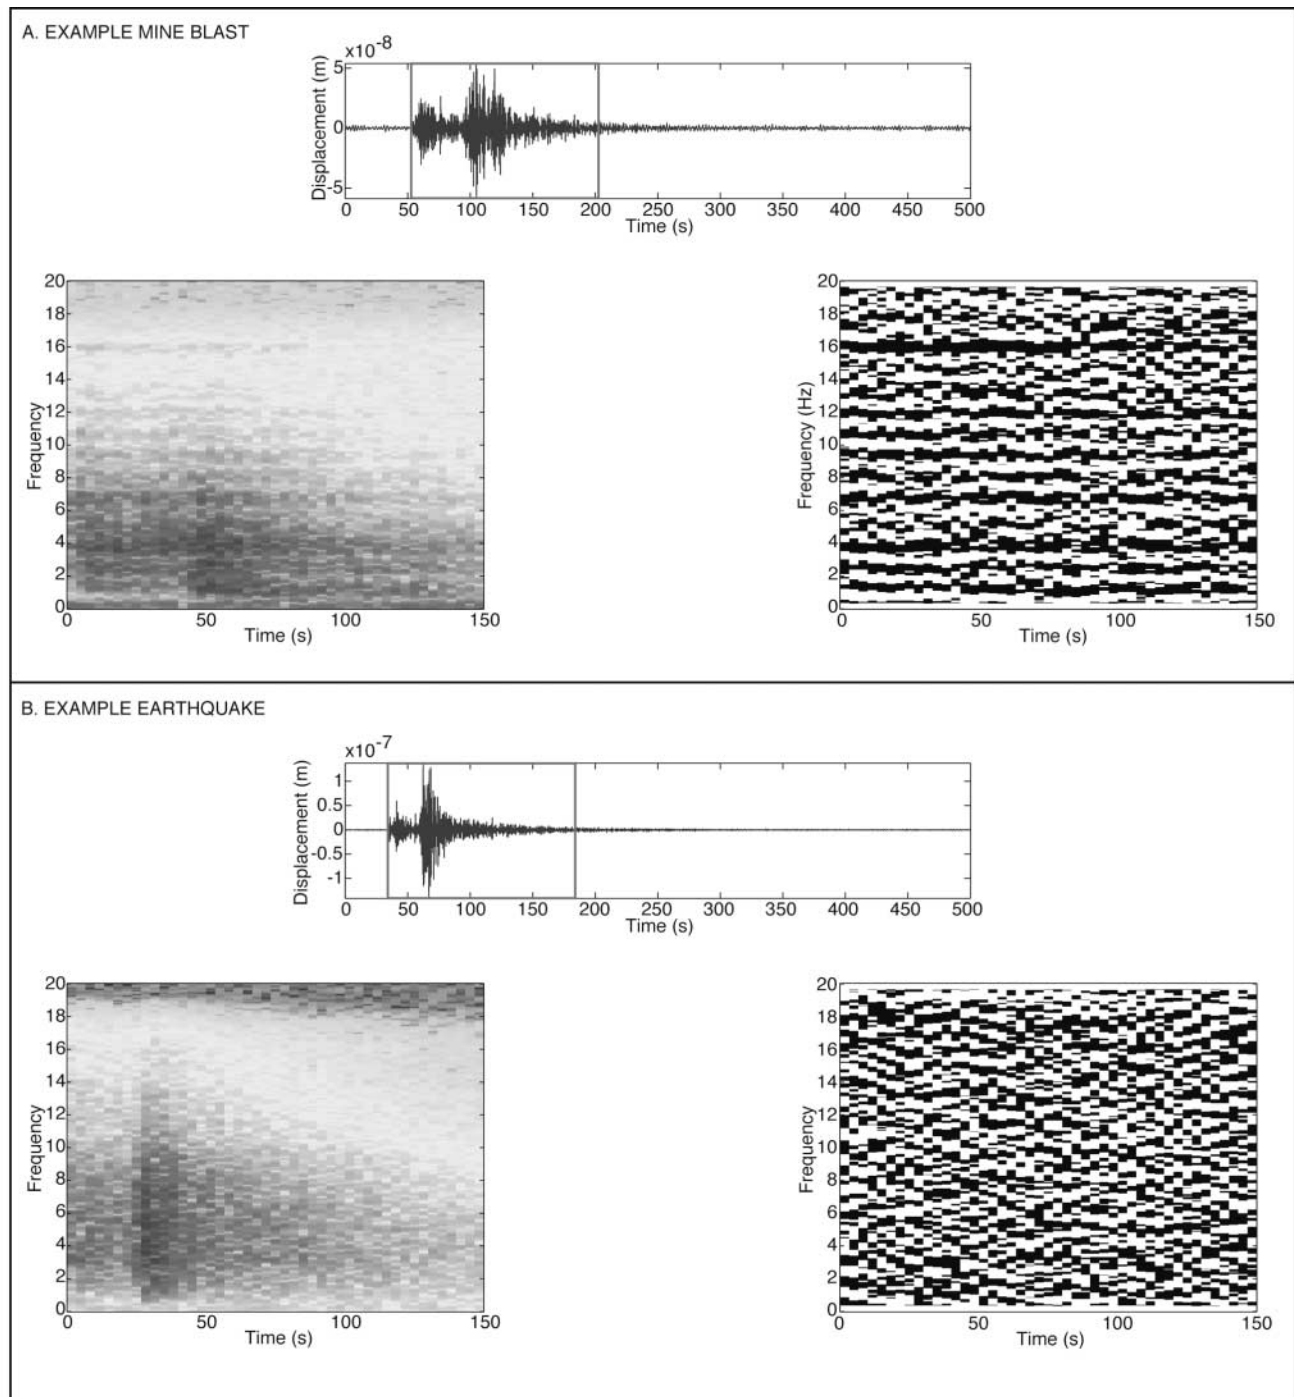 A. EXAMPLE MINE BLAST
x10-8
Displacement (m)
5
0
-5
0 50 100 150 200 250 300 350 400 450 500
Time (s)
Frequency
20
18
16
14
12
10
8
6
4
2
0
0 50 100 150
Time (s)
Frequency (Hz)
20
18
16
14
12
10
8
6
4
2
0
0 50 100 150
Time (s)
B. EXAMPLE EARTHQUAKE
x10-7
Displacement (m)
1
0.5
0
-0.5
-1
0 50 100 150 200 250 300 350 400 450 500
Time (s)
Frequency
20
18
16
14
12
10
8
6
4
2
0
0 50 100 150
Time (s)
Frequency
20
18
16
14
12
10
8
6
4
2
0
0 50 100 150
Time (s)